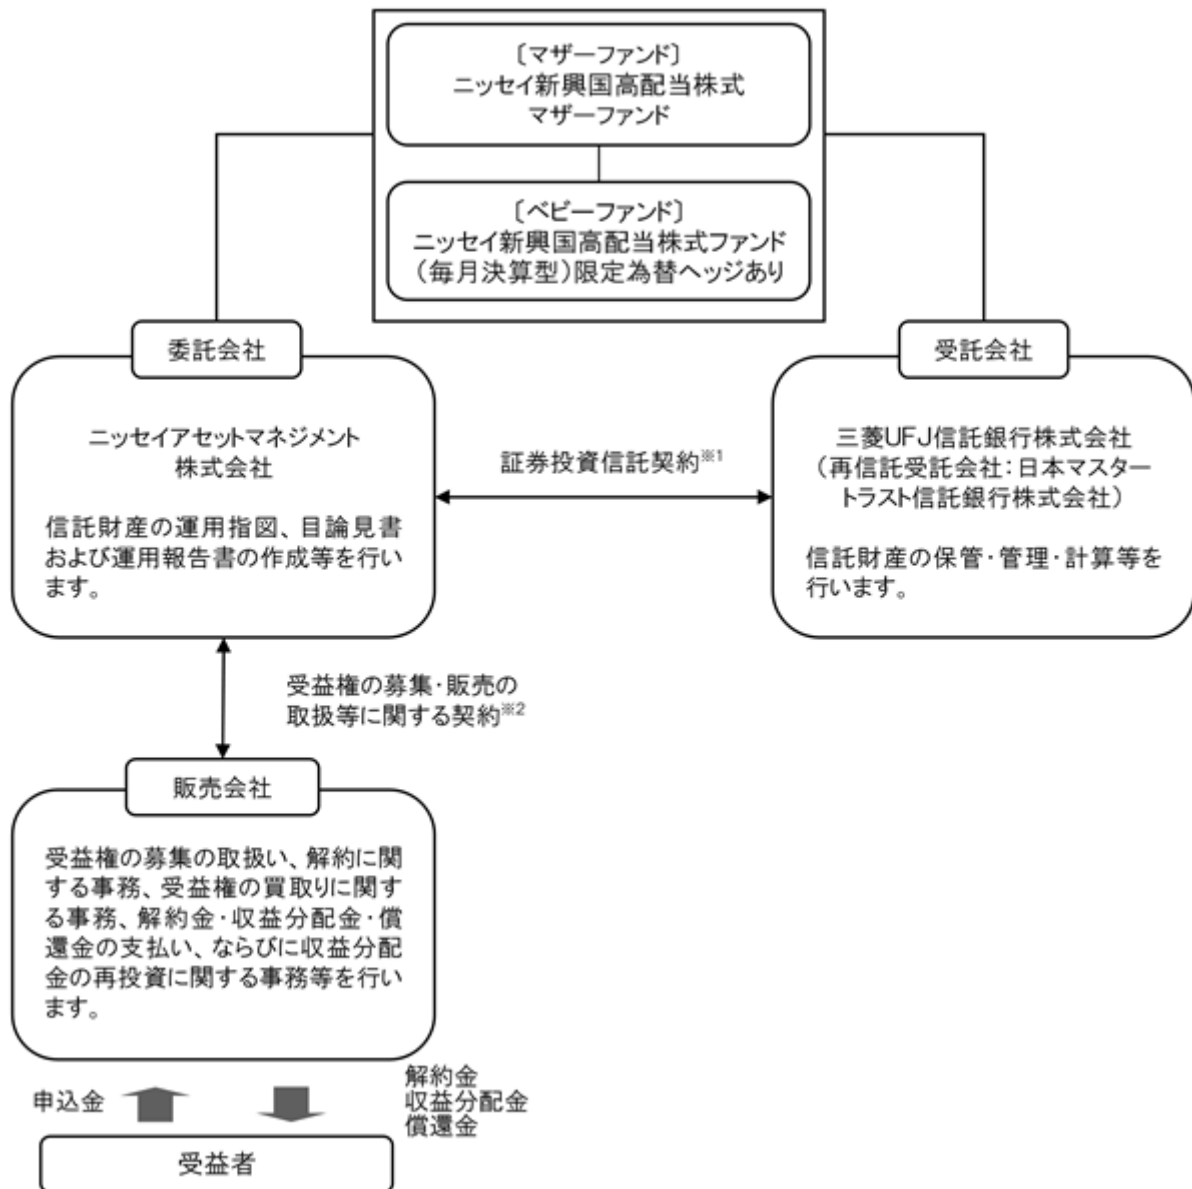 〔マザーファンド〕
ニッセイ新興国高配当株式
マザーファンド
〔ベビーファンド〕
ニッセイ新興国高配当株式ファンド
（毎月決算型）限定為替ヘッジあり
委託会社
ニッセイアセットマネジメント
株式会社
信託財産の運用指図、目論見書
および運用報告書の作成等を行い
ます。
証券投資信託契約※1
受託会社
三菱UFJ信託銀行株式会社
（再信託受託会社：日本マスター
トラスト信託銀行株式会社）
信託財産の保管・管理・計算等を
行います。
受益権の募集・販売の
取扱等に関する契約※2
販売会社
受益権の募集の取扱い、解約に関
する事務、受益権の買取りに関す
る事務、解約金・収益分配金・償
還金の支払い、ならびに収益分配
金の再投資に関する事務等を行い
ます。
申込金
解約金
収益分配金
償還金
受益者